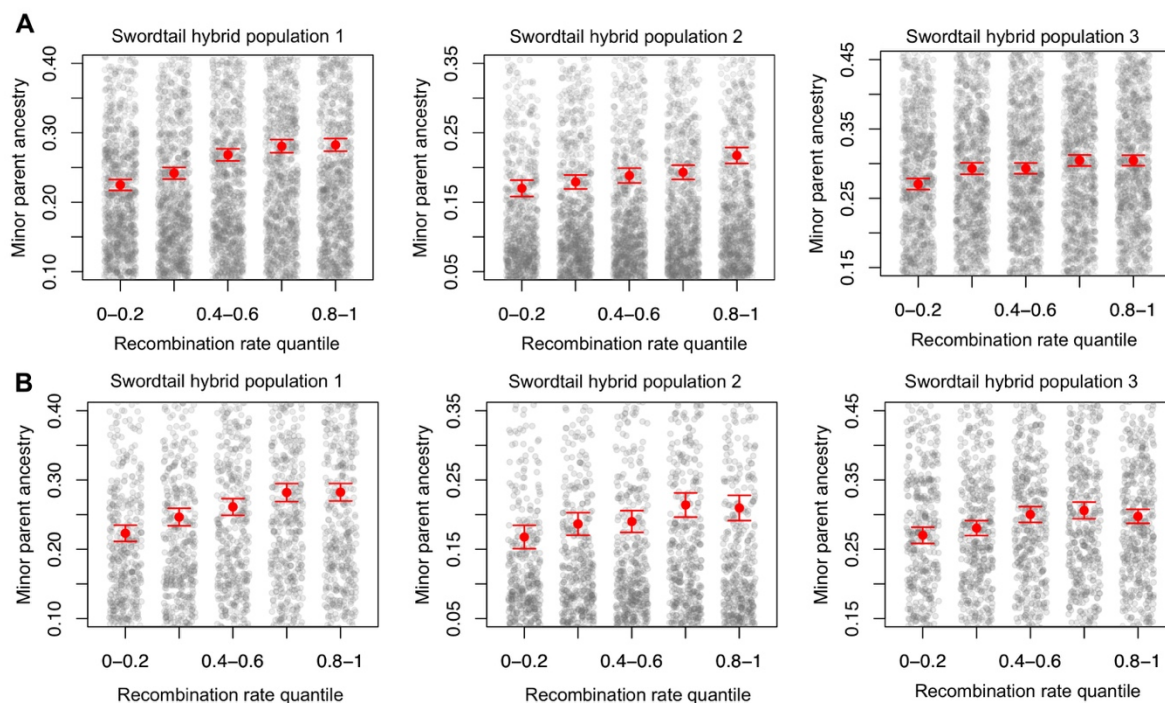 A
Swordtail hybrid population 1
Swordtail hybrid population 2
Swordtail hybrid population 3
Minor parent ancestry
0.40
0.30
0.20
0.10
0–0.2
0.4–0.6
0.8–1
Recombination rate quantile
Minor parent ancestry
0.35
0.25
0.15
0.05
0–0.2
0.4–0.6
0.8–1
Recombination rate quantile
Minor parent ancestry
0.45
0.35
0.25
0.15
0–0.2
0.4–0.6
0.8–1
Recombination rate quantile
B
Swordtail hybrid population 1
Swordtail hybrid population 2
Swordtail hybrid population 3
Minor parent ancestry
0.40
0.30
0.20
0.10
0–0.2
0.4–0.6
0.8–1
Recombination rate quantile
Minor parent ancestry
0.35
0.25
0.15
0.05
0–0.2
0.4–0.6
0.8–1
Recombination rate quantile
Minor parent ancestry
0.45
0.35
0.25
0.15
0–0.2
0.4–0.6
0.8–1
Recombination rate quantile